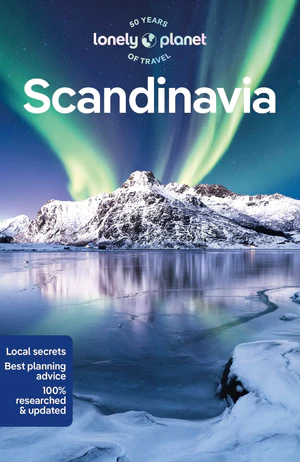 50 YEARS
lonely planet
OF TRAVEL
Scandinavia
Local secrets
Best planning
advice
100%
researched
& updated